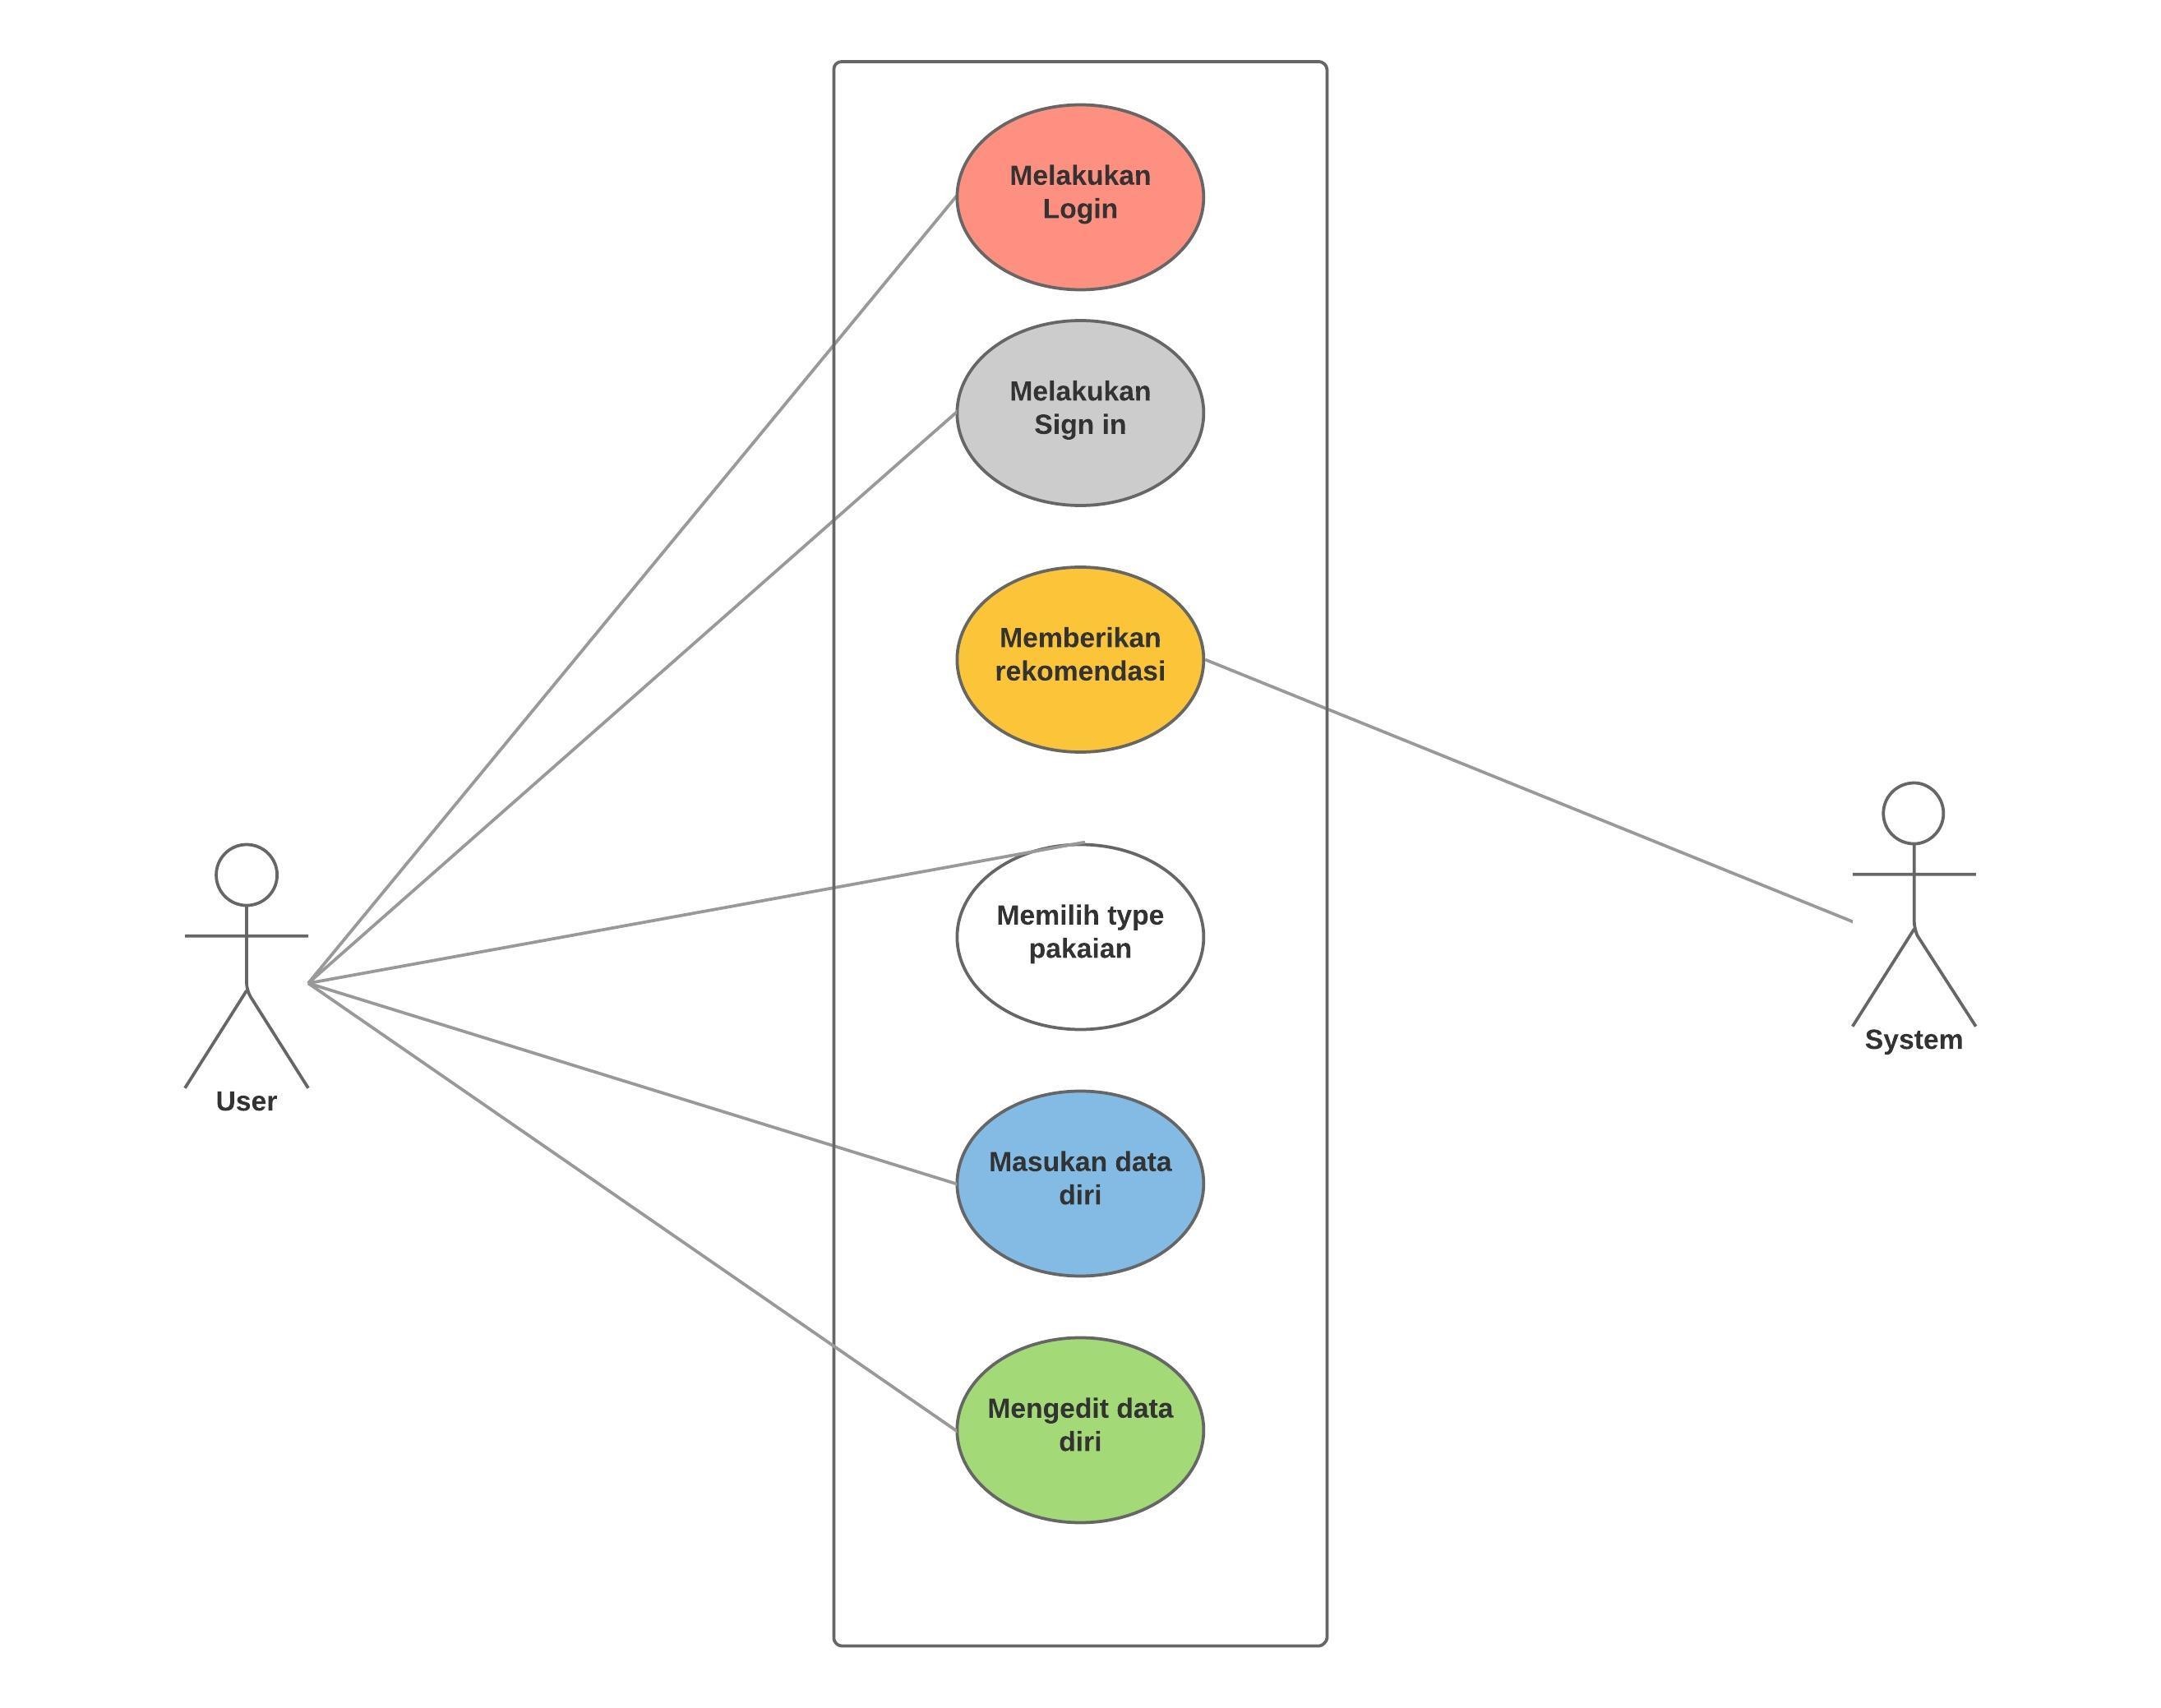 Melakukan
Login
Melakukan
Sign in
Memberikan
rekomendasi
Memilih type
pakaian
System
User
Masukan data
diri
Mengedit data
diri